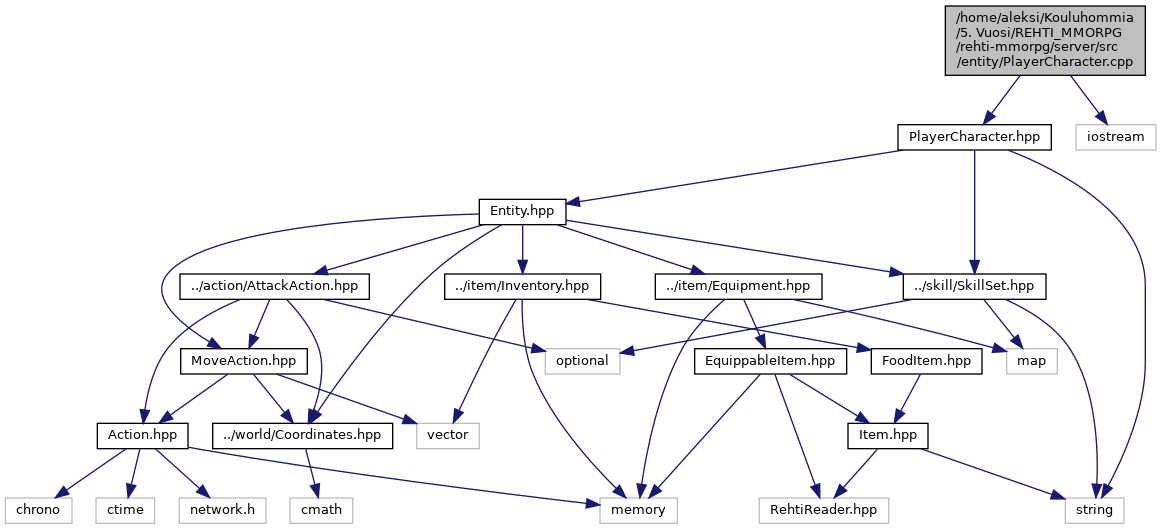 /home/aleksi/Kouluhommia
/5. Vuosi/REHTI_MMORPG
/rehti-mmorpg/server/src
/entity/PlayerCharacter.cpp
PlayerCharacter.hpp
iostream
Entity.hpp
../action/AttackAction.hpp
../item/Inventory.hpp
../item/Equipment.hpp
../skill/SkillSet.hpp
MoveAction.hpp
optional
EquippableItem.hpp
FoodItem.hpp
map
Action.hpp
../world/Coordinates.hpp
vector
Item.hpp
chrono
ctime
network.h
cmath
memory
RehtiReader.hpp
string